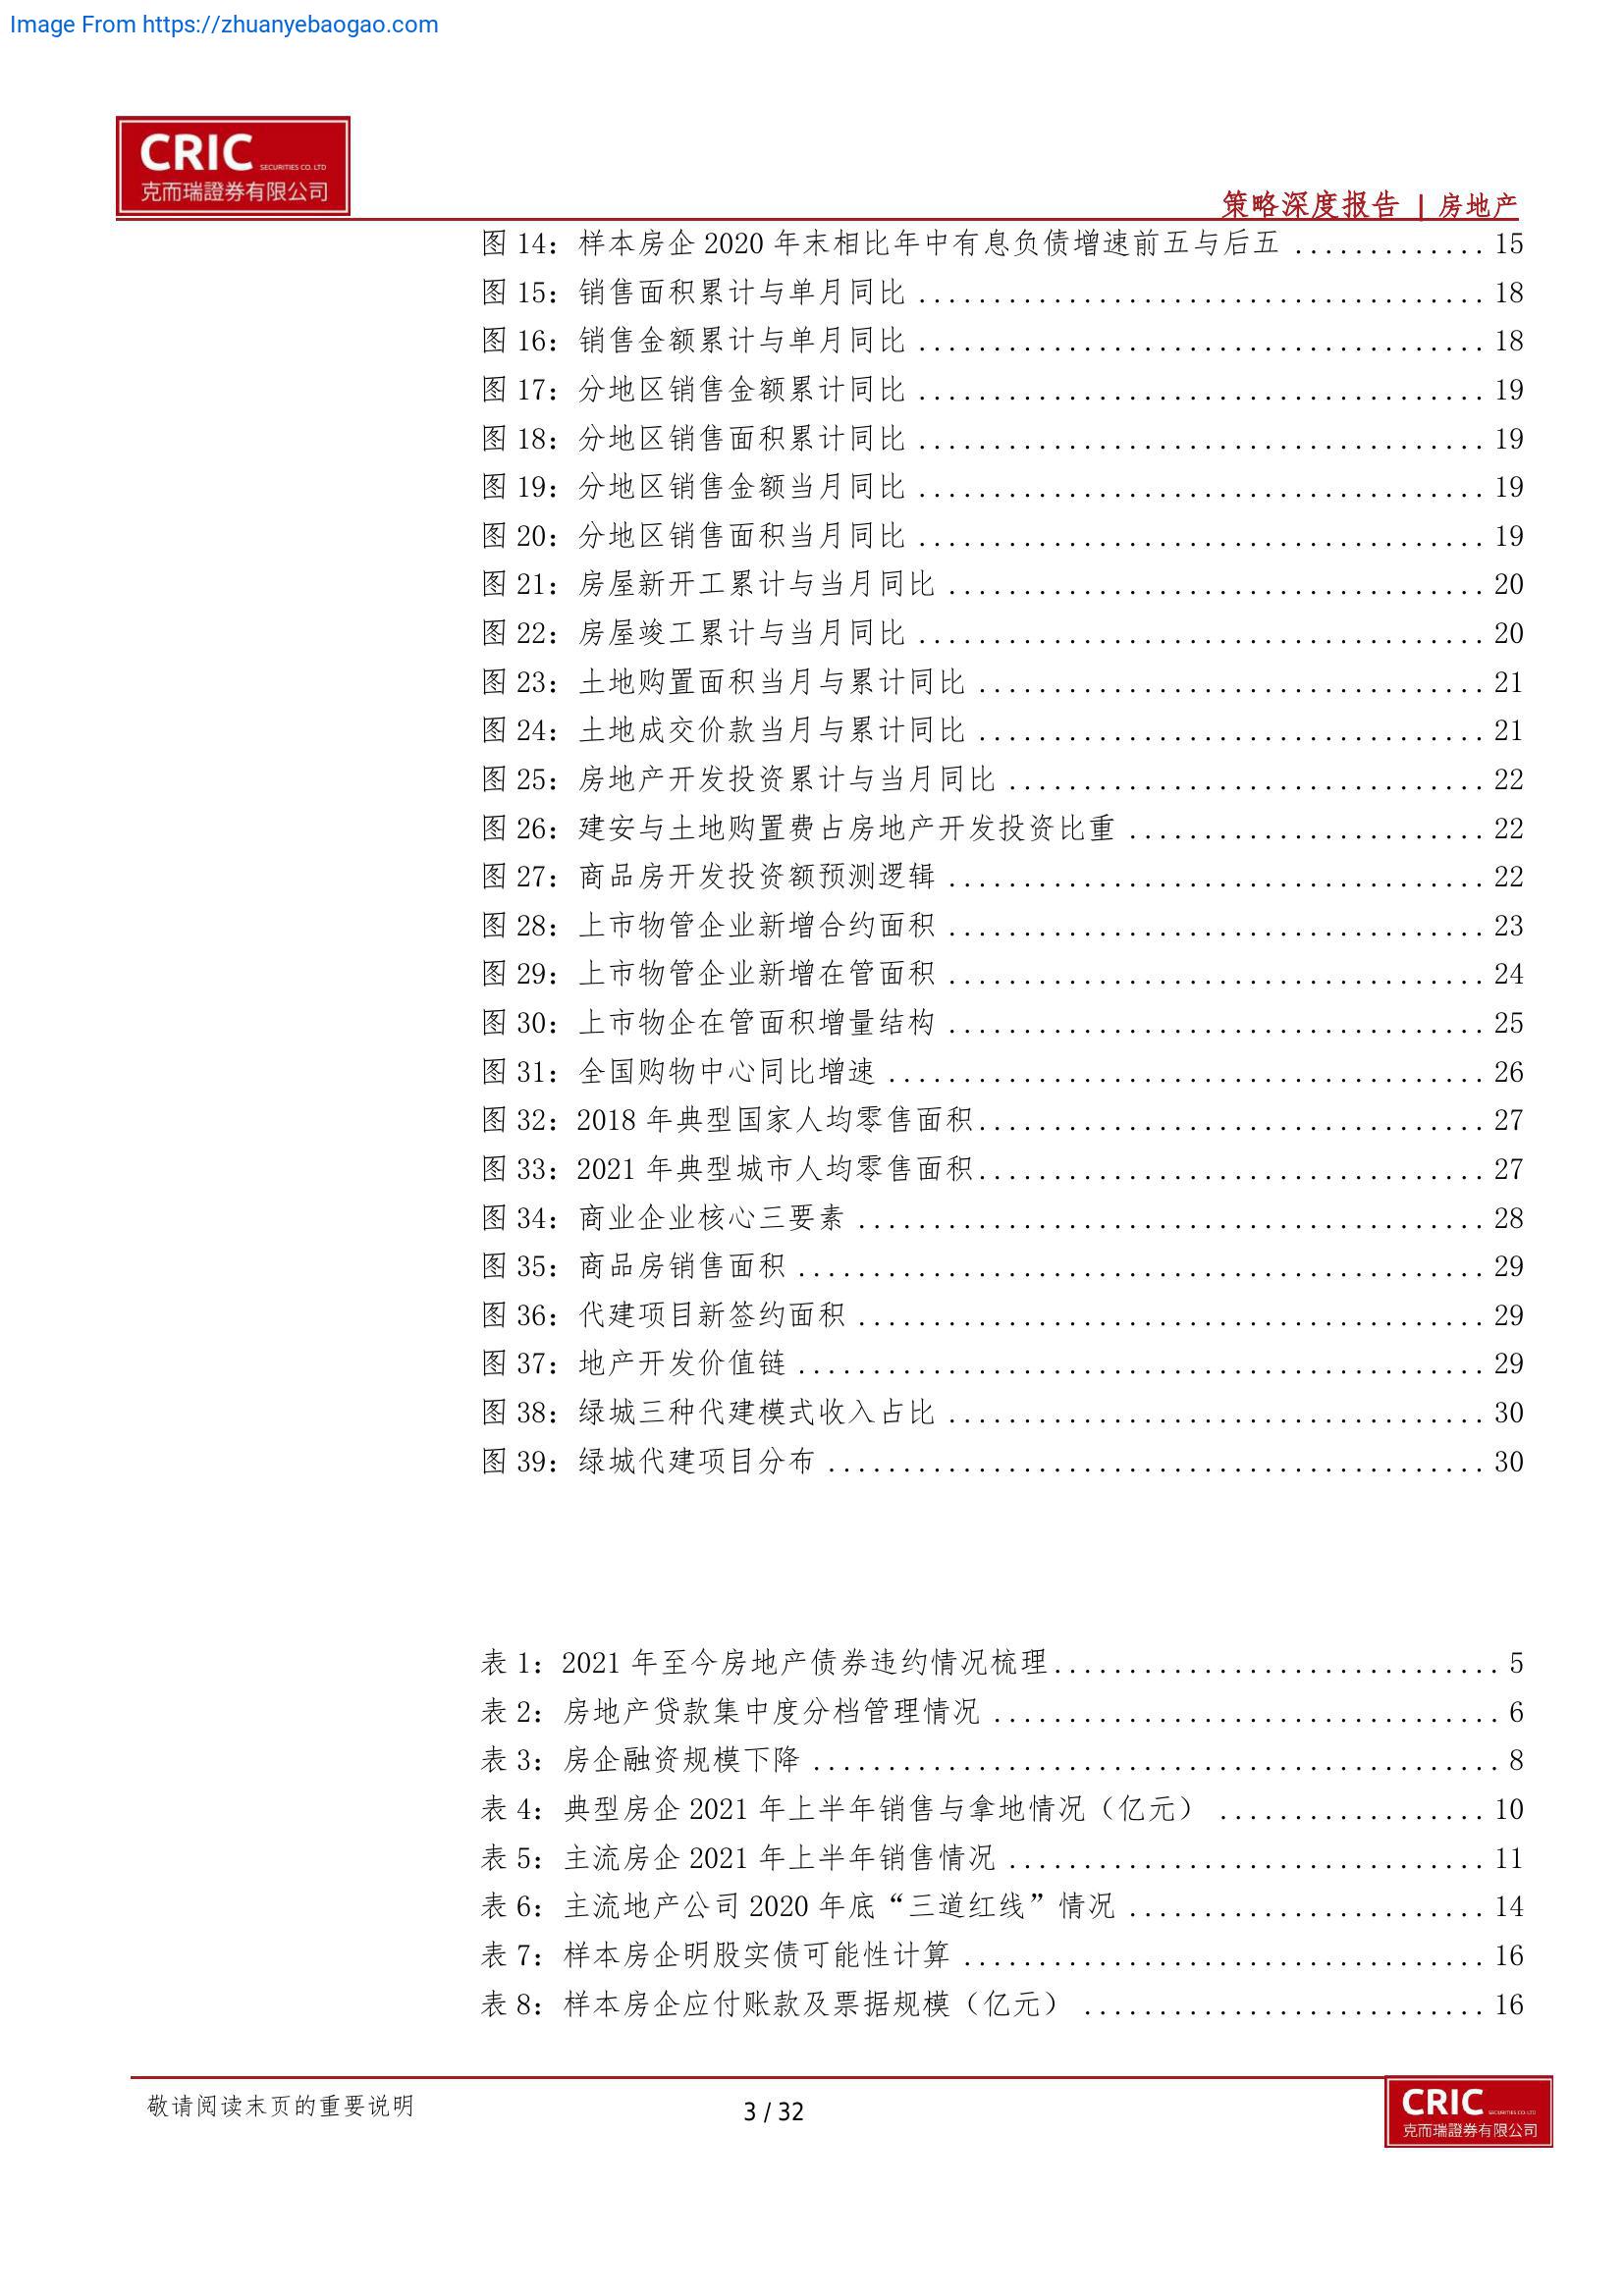 Image From https://zhuanyebaogao.com
CRIC SECURITIES CO. LTD
克而瑞證券有限公司
策略深度报告 | 房地产
图 14：样本房企 2020 年末相比年中有息负债增速前五与后五 ............. 15
图 15：销售面积累计与单月同比 ...................................... 18
图 16：销售金额累计与单月同比 ...................................... 18
图 17：分地区销售金额累计同比 ...................................... 19
图 18：分地区销售面积累计同比 ...................................... 19
图 19：分地区销售金额当月同比 ...................................... 19
图 20：分地区销售面积当月同比 ...................................... 19
图 21：房屋新开工累计与当月同比 .................................... 20
图 22：房屋竣工累计与当月同比 ...................................... 20
图 23：土地购置面积当月与累计同比 .................................. 21
图 24：土地成交价款当月与累计同比 .................................. 21
图 25：房地产开发投资累计与当月同比 ................................ 22
图 26：建安与土地购置费占房地产开发投资比重 ........................ 22
图 27：商品房开发投资额预测逻辑 .................................... 22
图 28：上市物管企业新增合约面积 .................................... 23
图 29：上市物管企业新增在管面积 .................................... 24
图 30：上市物企在管面积增量结构 .................................... 25
图 31：全国购物中心同比增速 ........................................ 26
图 32：2018 年典型国家人均零售面积.................................. 27
图 33：2021 年典型城市人均零售面积.................................. 27
图 34：商业企业核心三要素 .......................................... 28
图 35：商品房销售面积 .............................................. 29
图 36：代建项目新签约面积 .......................................... 29
图 37：地产开发价值链 .............................................. 29
图 38：绿城三种代建模式收入占比 .................................... 30
图 39：绿城代建项目分布 ............................................ 30
表 1：2021 年至今房地产债券违约情况梳理.............................. 5
表 2：房地产贷款集中度分档管理情况 .................................. 6
表 3：房企融资规模下降 .............................................. 8
表 4：典型房企 2021 年上半年销售与拿地情况（亿元） .................. 10
表 5：主流房企 2021 年上半年销售情况 ................................ 11
表 6：主流地产公司 2020 年底“三道红线”情况 ........................ 14
表 7：样本房企明股实债可能性计算 ................................... 16
表 8：样本房企应付账款及票据规模（亿元） ........................... 16
敬请阅读末页的重要说明
3 / 32
CRIC SECURITIES CO. LTD
克而瑞證券有限公司